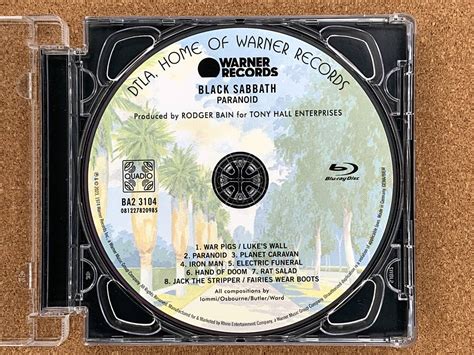 DTLA, HOME OF WARNER RECORDS
WARNER
RECORDS
BLACK SABBATH
PARANOID
Produced by RODGER BAIN for TONY HALL ENTERPRISES
QUADIO
BA2 3104
081227820985
Blu-ray Disc
1. WAR PIGS / LUKE'S WALL
2. PARANOID 3. PLANET CARAVAN
4. IRON MAN 5. ELECTRIC FUNERAL
6. HAND OF DOOM 7. RAT SALAD
8. JACK THE STRIPPER / FAIRIES WEAR BOOTS
All compositions by
Iommi/Osbourne/Butler/Ward